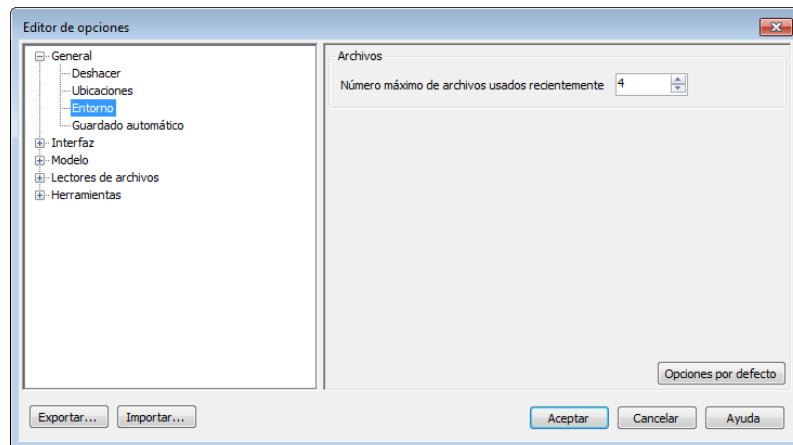 Editor de opciones
General
Deshacer
Ubicaciones
Entorno
Guardado automático
Interfaz
Modelo
Lectores de archivos
Herramientas
Archivos
Número máximo de archivos usados recientemente 4
Opciones por defecto
Exportar... Importar... Aceptar Cancelar Ayuda